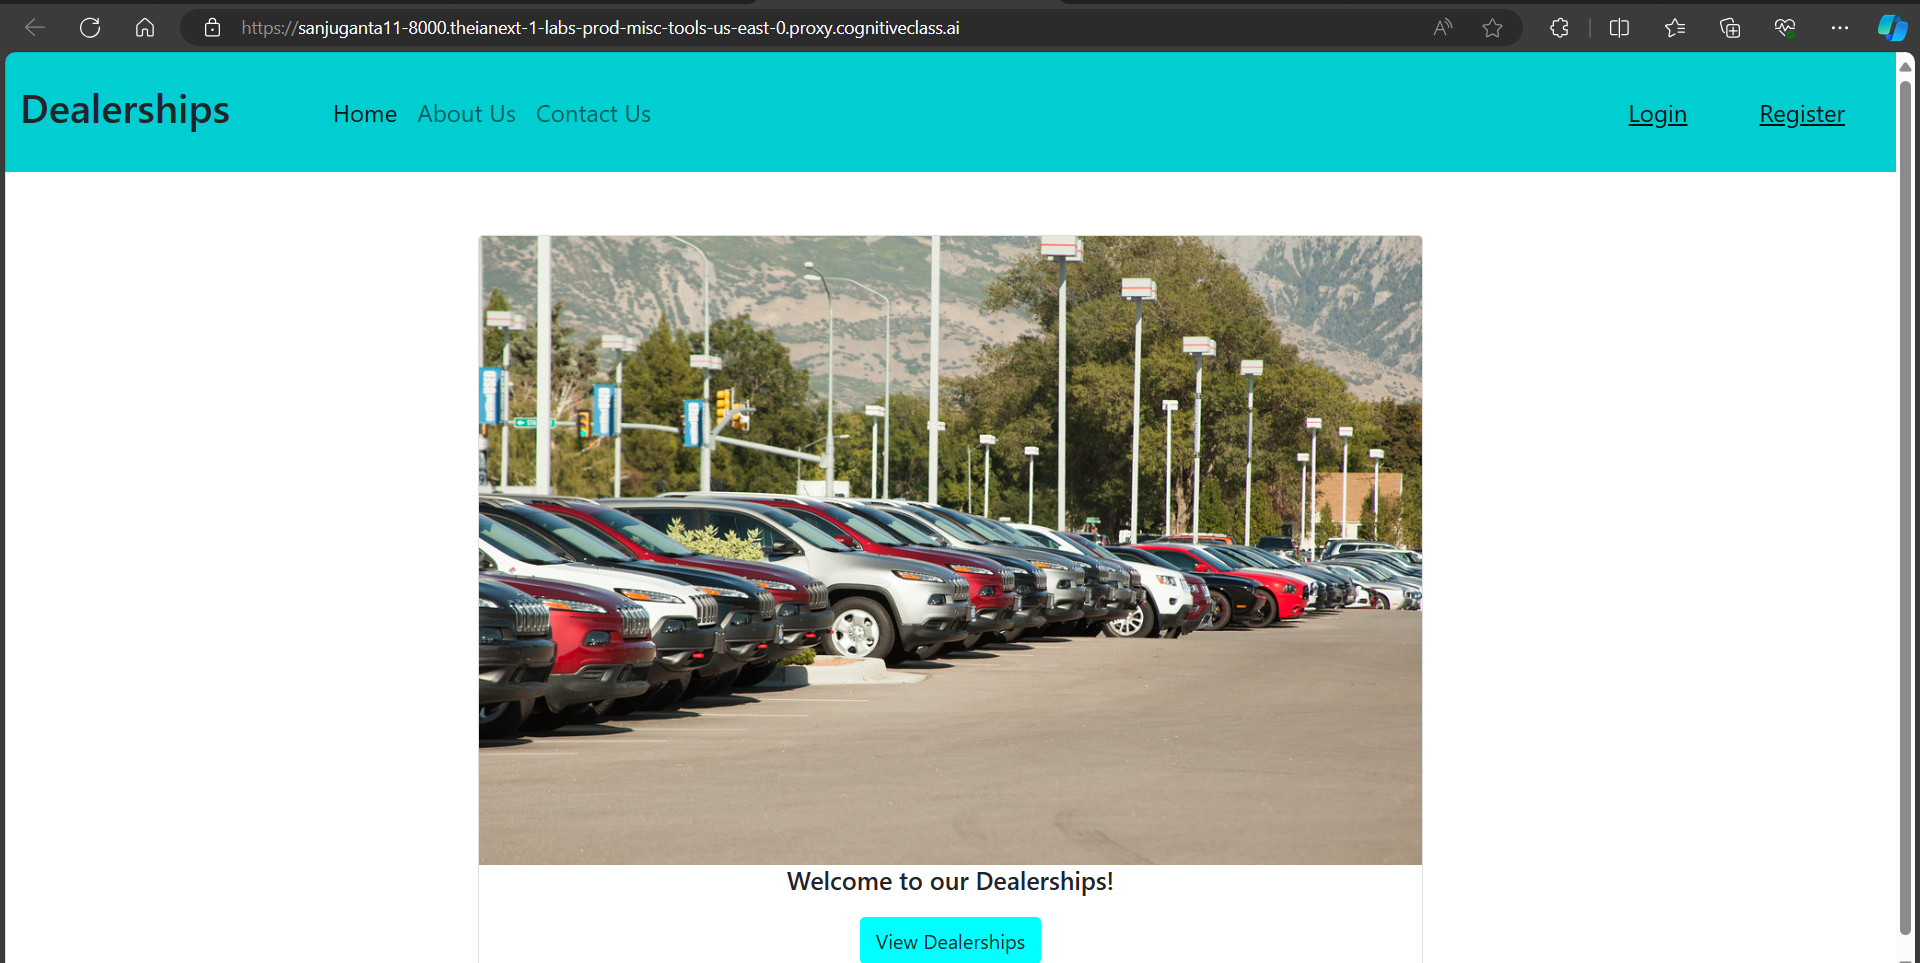 https://sanjuganta11-8000.theianext-1-labs-prod-misc-tools-us-east-0.proxy.cognitiveclass.ai
Dealerships
Home About Us Contact Us
Login Register
Welcome to our Dealerships!
View Dealerships